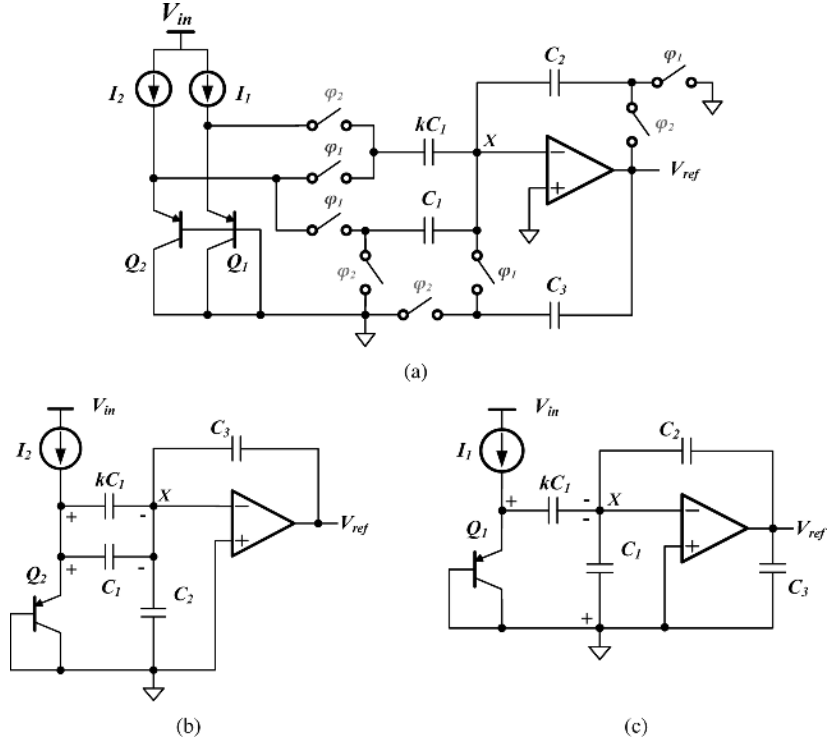 V_in
I_2
I_1
φ_2
φ_1
φ_1
φ_2
φ_2
φ_1
kC_1
C_1
C_2
φ_1
φ_2
X
−
+
V_ref
C_3
Q_2
Q_1
(a)
V_in
I_2
C_3
kC_1
X
+
-
−
+
V_ref
+
-
C_1
C_2
Q_2
(b)
V_in
I_1
C_2
kC_1
+
-
-
X
−
+
V_ref
Q_1
C_1
+
C_3
(c)